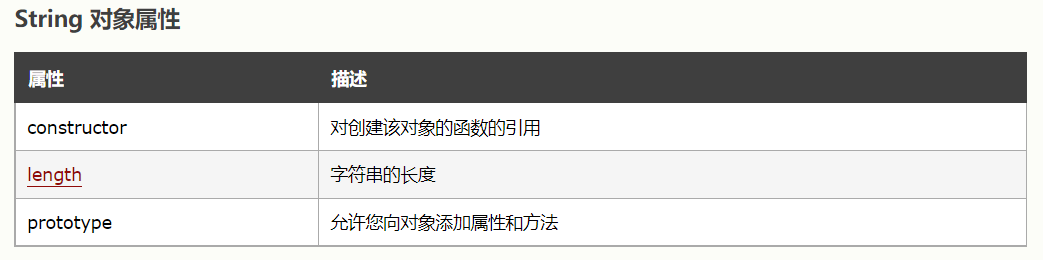 String 对象属性
属性 描述
constructor 对创建该对象的函数的引用
length 字符串的长度
prototype 允许您向对象添加属性和方法